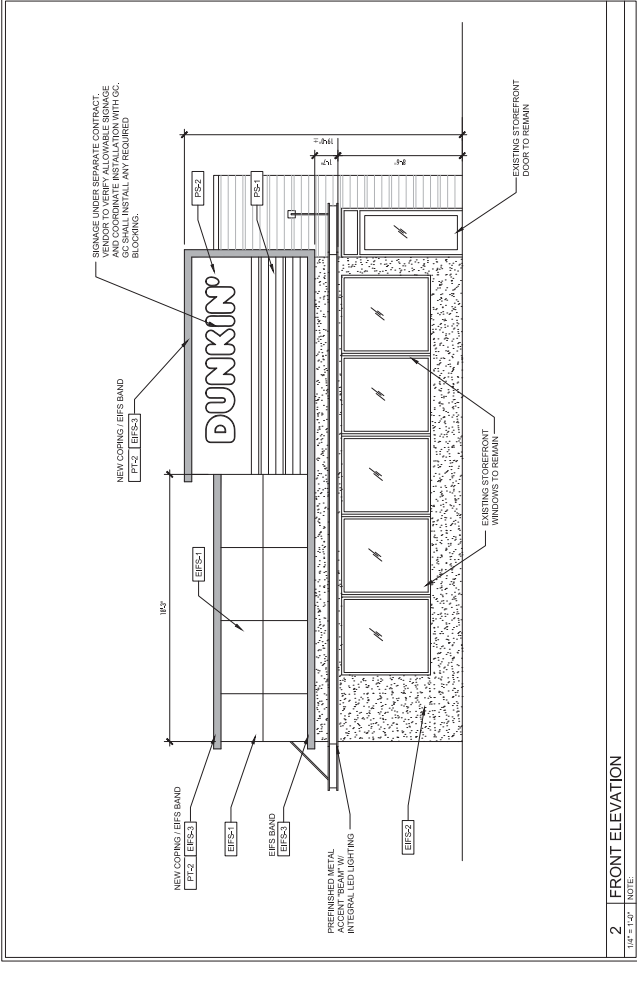 SIGNAGE UNDER SEPARATE CONTRACT.
VENDOR TO VERIFY ALLOWABLE SIGNAGE
AND COORDINATE INSTALLATION WITH GC.
GC SHALL INSTALL ANY REQUIRED
BLOCKING.
NEW COPING / EIFS BAND
PT-2 EIFS-3
PS-2
PS-1
DUNKIN'
EIFS-1
NEW COPING / EIFS BAND
PT-2 EIFS-3
EIFS-1
EIFS BAND
EIFS-3
PREFINISHED METAL
ACCENT "BEAM" W/
INTEGRAL LED LIGHTING
EIFS-2
EXISTING STOREFRONT
WINDOWS TO REMAIN
EXISTING STOREFRONT
DOOR TO REMAIN
2 FRONT ELEVATION
1/4" = 1'-0" NOTE: